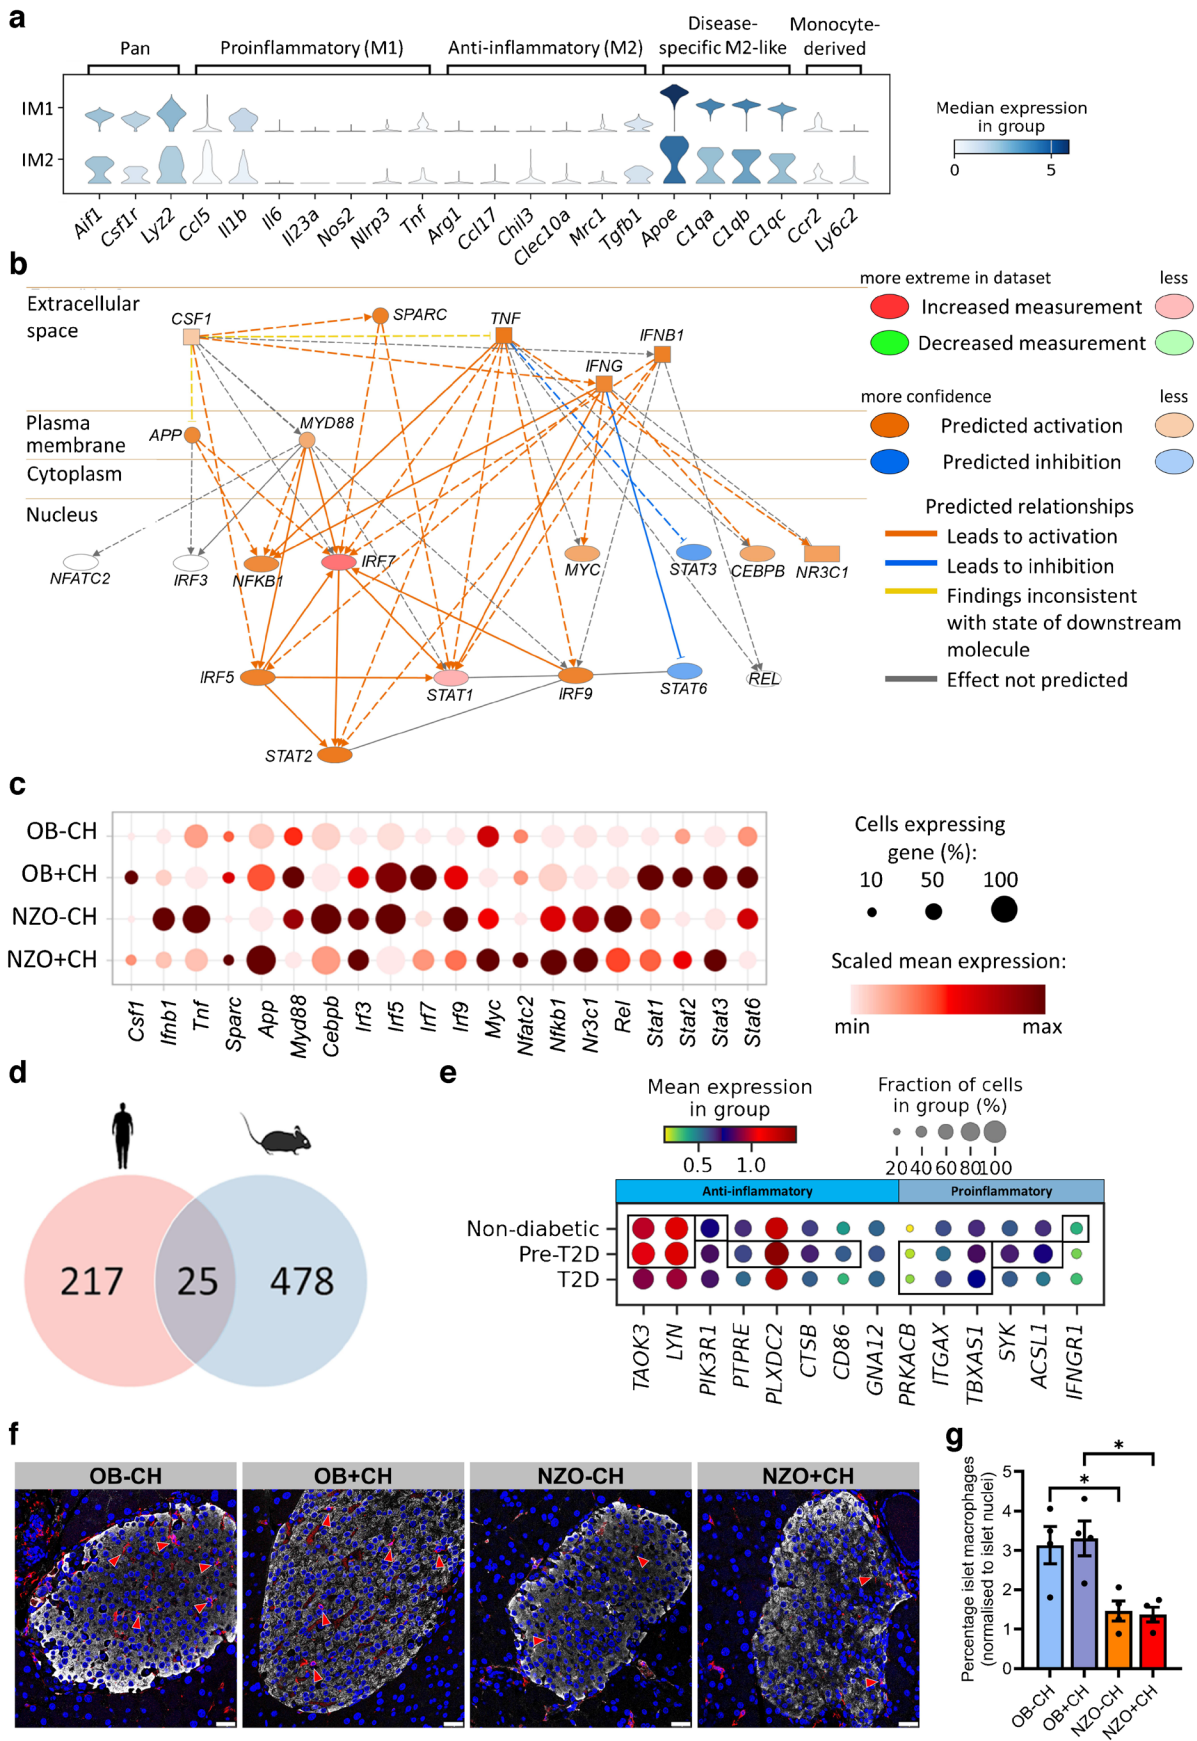 a
Pan
Proinflammatory (M1)
Anti-inflammatory (M2)
Disease-
specific M2-like
Monocyte-
derived
IM1
IM2
Median expression
in group
0 5
Aif1 Csf1r Lyz2 Ccl5 Il1b Il6 Il23a Nos2 Nlrp3 Tnf Arg1 Ccl17 Chil3 Clec10a Mrc1 Tgfb1 Apoe C1qa C1qb C1qc Ccr2 Ly6c2
b
Extracellular
space
Plasma
membrane
Cytoplasm
Nucleus
CSF1
SPARC
TNF
IFNB1
IFNG
APP
MYD88
NFATC2
IRF3
NFKB1
IRF7
MYC
STAT3
CEBPB
NR3C1
IRF5
STAT1
IRF9
STAT6
REL
STAT2
more extreme in dataset less
Increased measurement
Decreased measurement
more confidence less
Predicted activation
Predicted inhibition
Predicted relationships
Leads to activation
Leads to inhibition
Findings inconsistent
with state of downstream
molecule
Effect not predicted
c
OB-CH
OB+CH
NZO-CH
NZO+CH
Csf1 Ifnb1 Tnf Sparc App Myd88 Cebpb Irf3 Irf5 Irf7 Irf9 Myc Nfatc2 Nfkb1 Nr3c1 Rel Stat1 Stat2 Stat3 Stat6
Cells expressing
gene (%):
10 50 100
Scaled mean expression:
min max
d
217 25 478
e
Mean expression
in group
0.5 1.0
Fraction of cells
in group (%)
20 40 60 80 100
Anti-inflammatory Proinflammatory
Non-diabetic
Pre-T2D
T2D
TAOK3 LYN PIK3R1 PTPRE PLXDC2 CTSB CD86 GNA12 PRKACB ITGAX TBXAS1 SYK ACSL1 IFNGR1
f
OB-CH OB+CH NZO-CH NZO+CH
g
Percentage islet macrophages
(normalised to islet nuclei)
5
4
3
2
1
0
*
*
OB-CH OB+CH NZO-CH NZO+CH